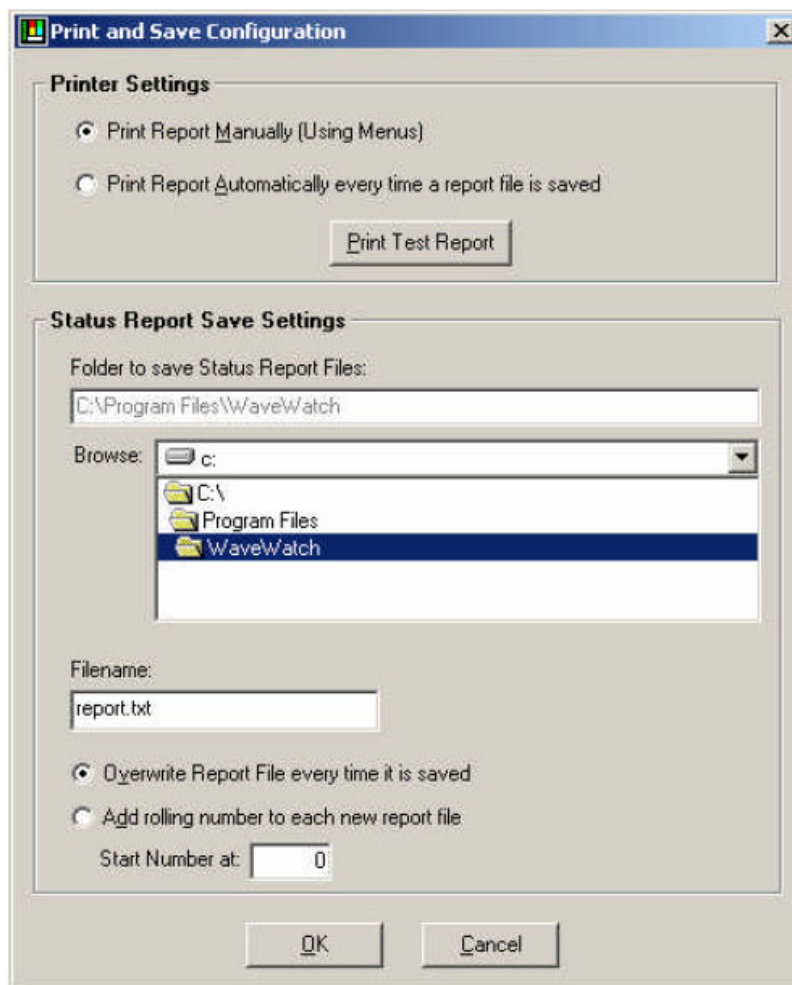 Print and Save Configuration
Printer Settings
Print Report Manually (Using Menus)
Print Report Automatically every time a report file is saved
Print Test Report
Status Report Save Settings
Folder to save Status Report Files:
C:\Program Files\WaveWatch
Browse: c:
C:\
Program Files
WaveWatch
Filename:
report.txt
Overwrite Report File every time it is saved
Add rolling number to each new report file
Start Number at: 0
OK Cancel